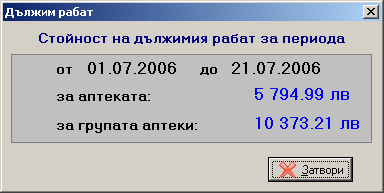 Дължим рабат
Стойност на дължимия рабат за периода
от 01.07.2006 до 21.07.2006
за аптеката: 5 794.99 лв
за групата аптеки: 10 373.21 лв
Затвори